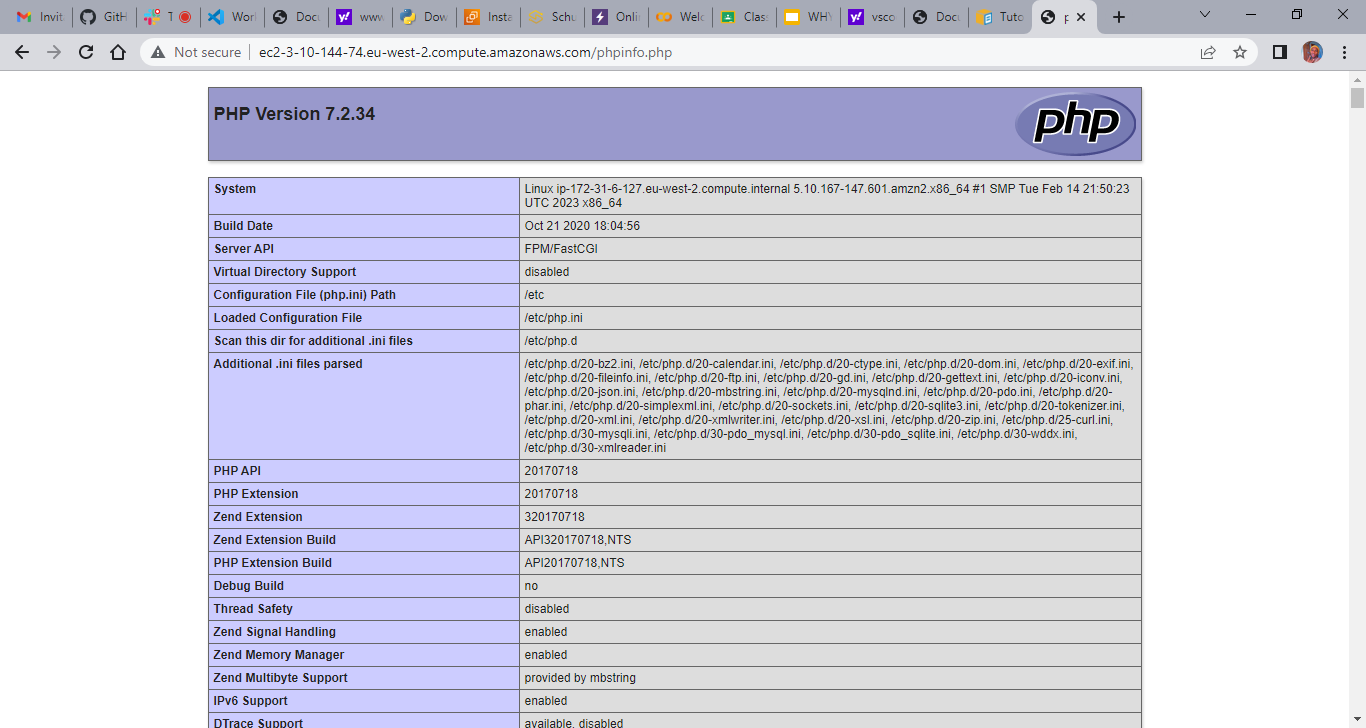 Invit
GitH
T
Worl
Docu
www
Dow
Insta
Schu
Onli
Welc
Clas
WHY
vsco
Docu
Tuto
p
Not secure
ec2-3-10-144-74.eu-west-2.compute.amazonaws.com/phpinfo.php
PHP Version 7.2.34
php
System
Linux ip-172-31-6-127.eu-west-2.compute.internal 5.10.167-147.601.amzn2.x86_64 #1 SMP Tue Feb 14 21:50:23
UTC 2023 x86_64
Build Date
Oct 21 2020 18:04:56
Server API
FPM/FastCGI
Virtual Directory Support
disabled
Configuration File (php.ini) Path
/etc
Loaded Configuration File
/etc/php.ini
Scan this dir for additional .ini files
/etc/php.d
Additional .ini files parsed
/etc/php.d/20-bz2.ini, /etc/php.d/20-calendar.ini, /etc/php.d/20-ctype.ini, /etc/php.d/20-dom.ini, /etc/php.d/20-exif.ini,
/etc/php.d/20-fileinfo.ini, /etc/php.d/20-ftp.ini, /etc/php.d/20-gd.ini, /etc/php.d/20-gettext.ini, /etc/php.d/20-iconv.ini,
/etc/php.d/20-json.ini, /etc/php.d/20-mbstring.ini, /etc/php.d/20-mysqlnd.ini, /etc/php.d/20-pdo.ini, /etc/php.d/20-
phar.ini, /etc/php.d/20-simplexml.ini, /etc/php.d/20-sockets.ini, /etc/php.d/20-sqlite3.ini, /etc/php.d/20-tokenizer.ini,
/etc/php.d/20-xml.ini, /etc/php.d/20-xmlwriter.ini, /etc/php.d/20-xsl.ini, /etc/php.d/20-zip.ini, /etc/php.d/25-curl.ini,
/etc/php.d/30-mysqli.ini, /etc/php.d/30-pdo_mysql.ini, /etc/php.d/30-pdo_sqlite.ini, /etc/php.d/30-wddx.ini,
/etc/php.d/30-xmlreader.ini
PHP API
20170718
PHP Extension
20170718
Zend Extension
320170718
Zend Extension Build
API320170718,NTS
PHP Extension Build
API20170718,NTS
Debug Build
no
Thread Safety
disabled
Zend Signal Handling
enabled
Zend Memory Manager
enabled
Zend Multibyte Support
provided by mbstring
IPv6 Support
enabled
DTrace Support
available, disabled